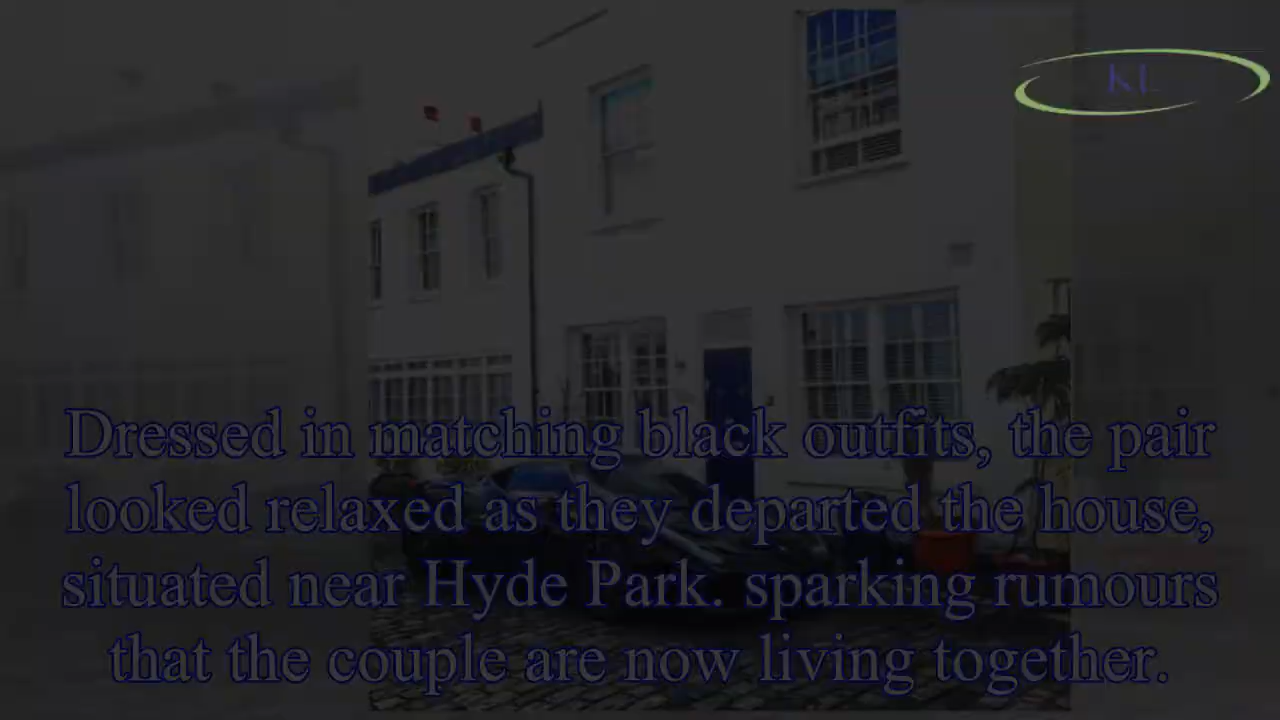 KL
Dressed in matching black outfits, the pair
looked relaxed as they departed the house,
situated near Hyde Park. sparking rumours
that the couple are now living together.